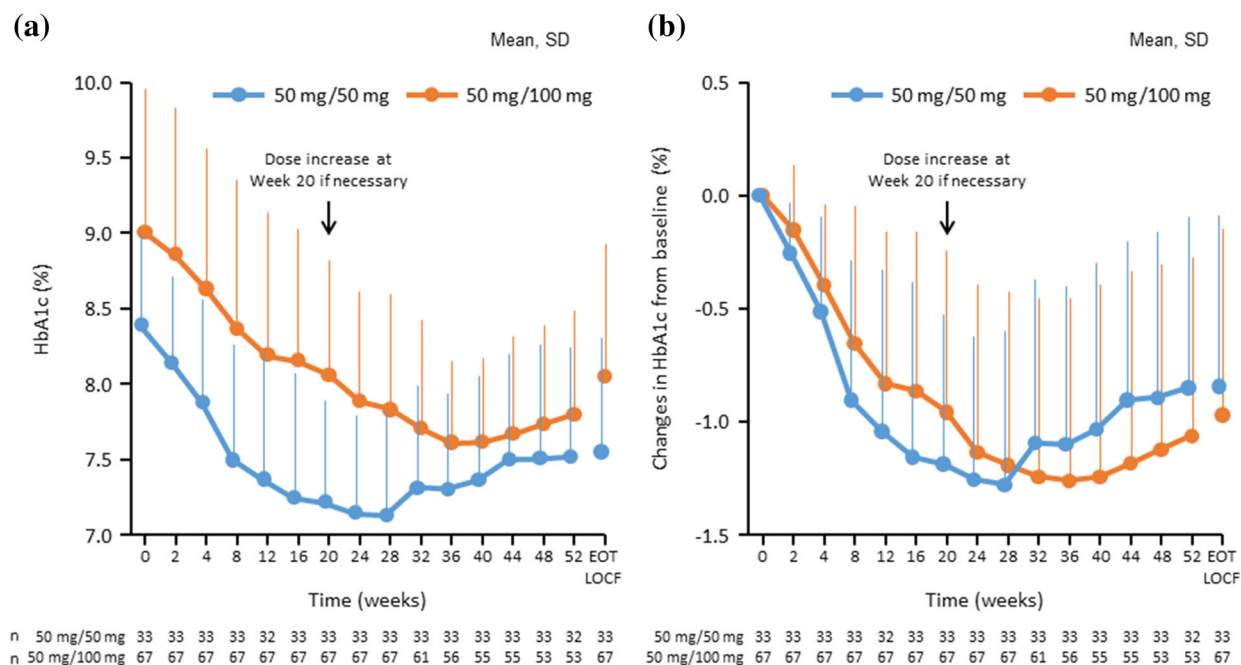 (a)
Mean, SD
50 mg/50 mg
50 mg/100 mg
Dose increase at
Week 20 if necessary
HbA1c (%)
10.0
9.5
9.0
8.5
8.0
7.5
7.0
0 2 4 8 12 16 20 24 28 32 36 40 44 48 52 EOT
LOCF
Time (weeks)
n 50 mg/50 mg 33 33 33 33 32 33 33 33 33 33 33 33 33 33 32 33
n 50 mg/100 mg 67 67 67 67 67 67 67 67 67 61 56 55 55 53 53 67
(b)
Mean, SD
50 mg/50 mg
50 mg/100 mg
Dose increase at
Week 20 if necessary
Changes in HbA1c from baseline (%)
0.5
0.0
-0.5
-1.0
-1.5
0 2 4 8 12 16 20 24 28 32 36 40 44 48 52 EOT
LOCF
Time (weeks)
50 mg/50 mg 33 33 33 33 32 33 33 33 33 33 33 33 33 33 32 33
50 mg/100 mg 67 67 67 67 67 67 67 67 67 61 56 55 55 53 53 67